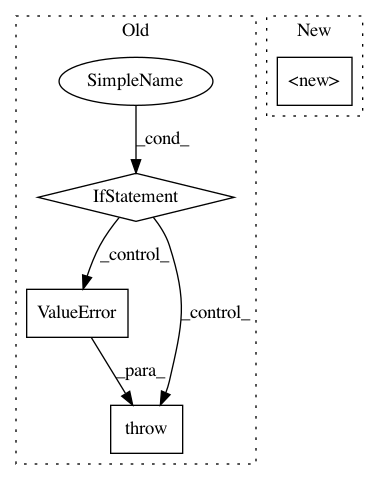 Old
New
SimpleName
<new>
_cond_
IfStatement
_control_
_control_
ValueError
_para_
throw